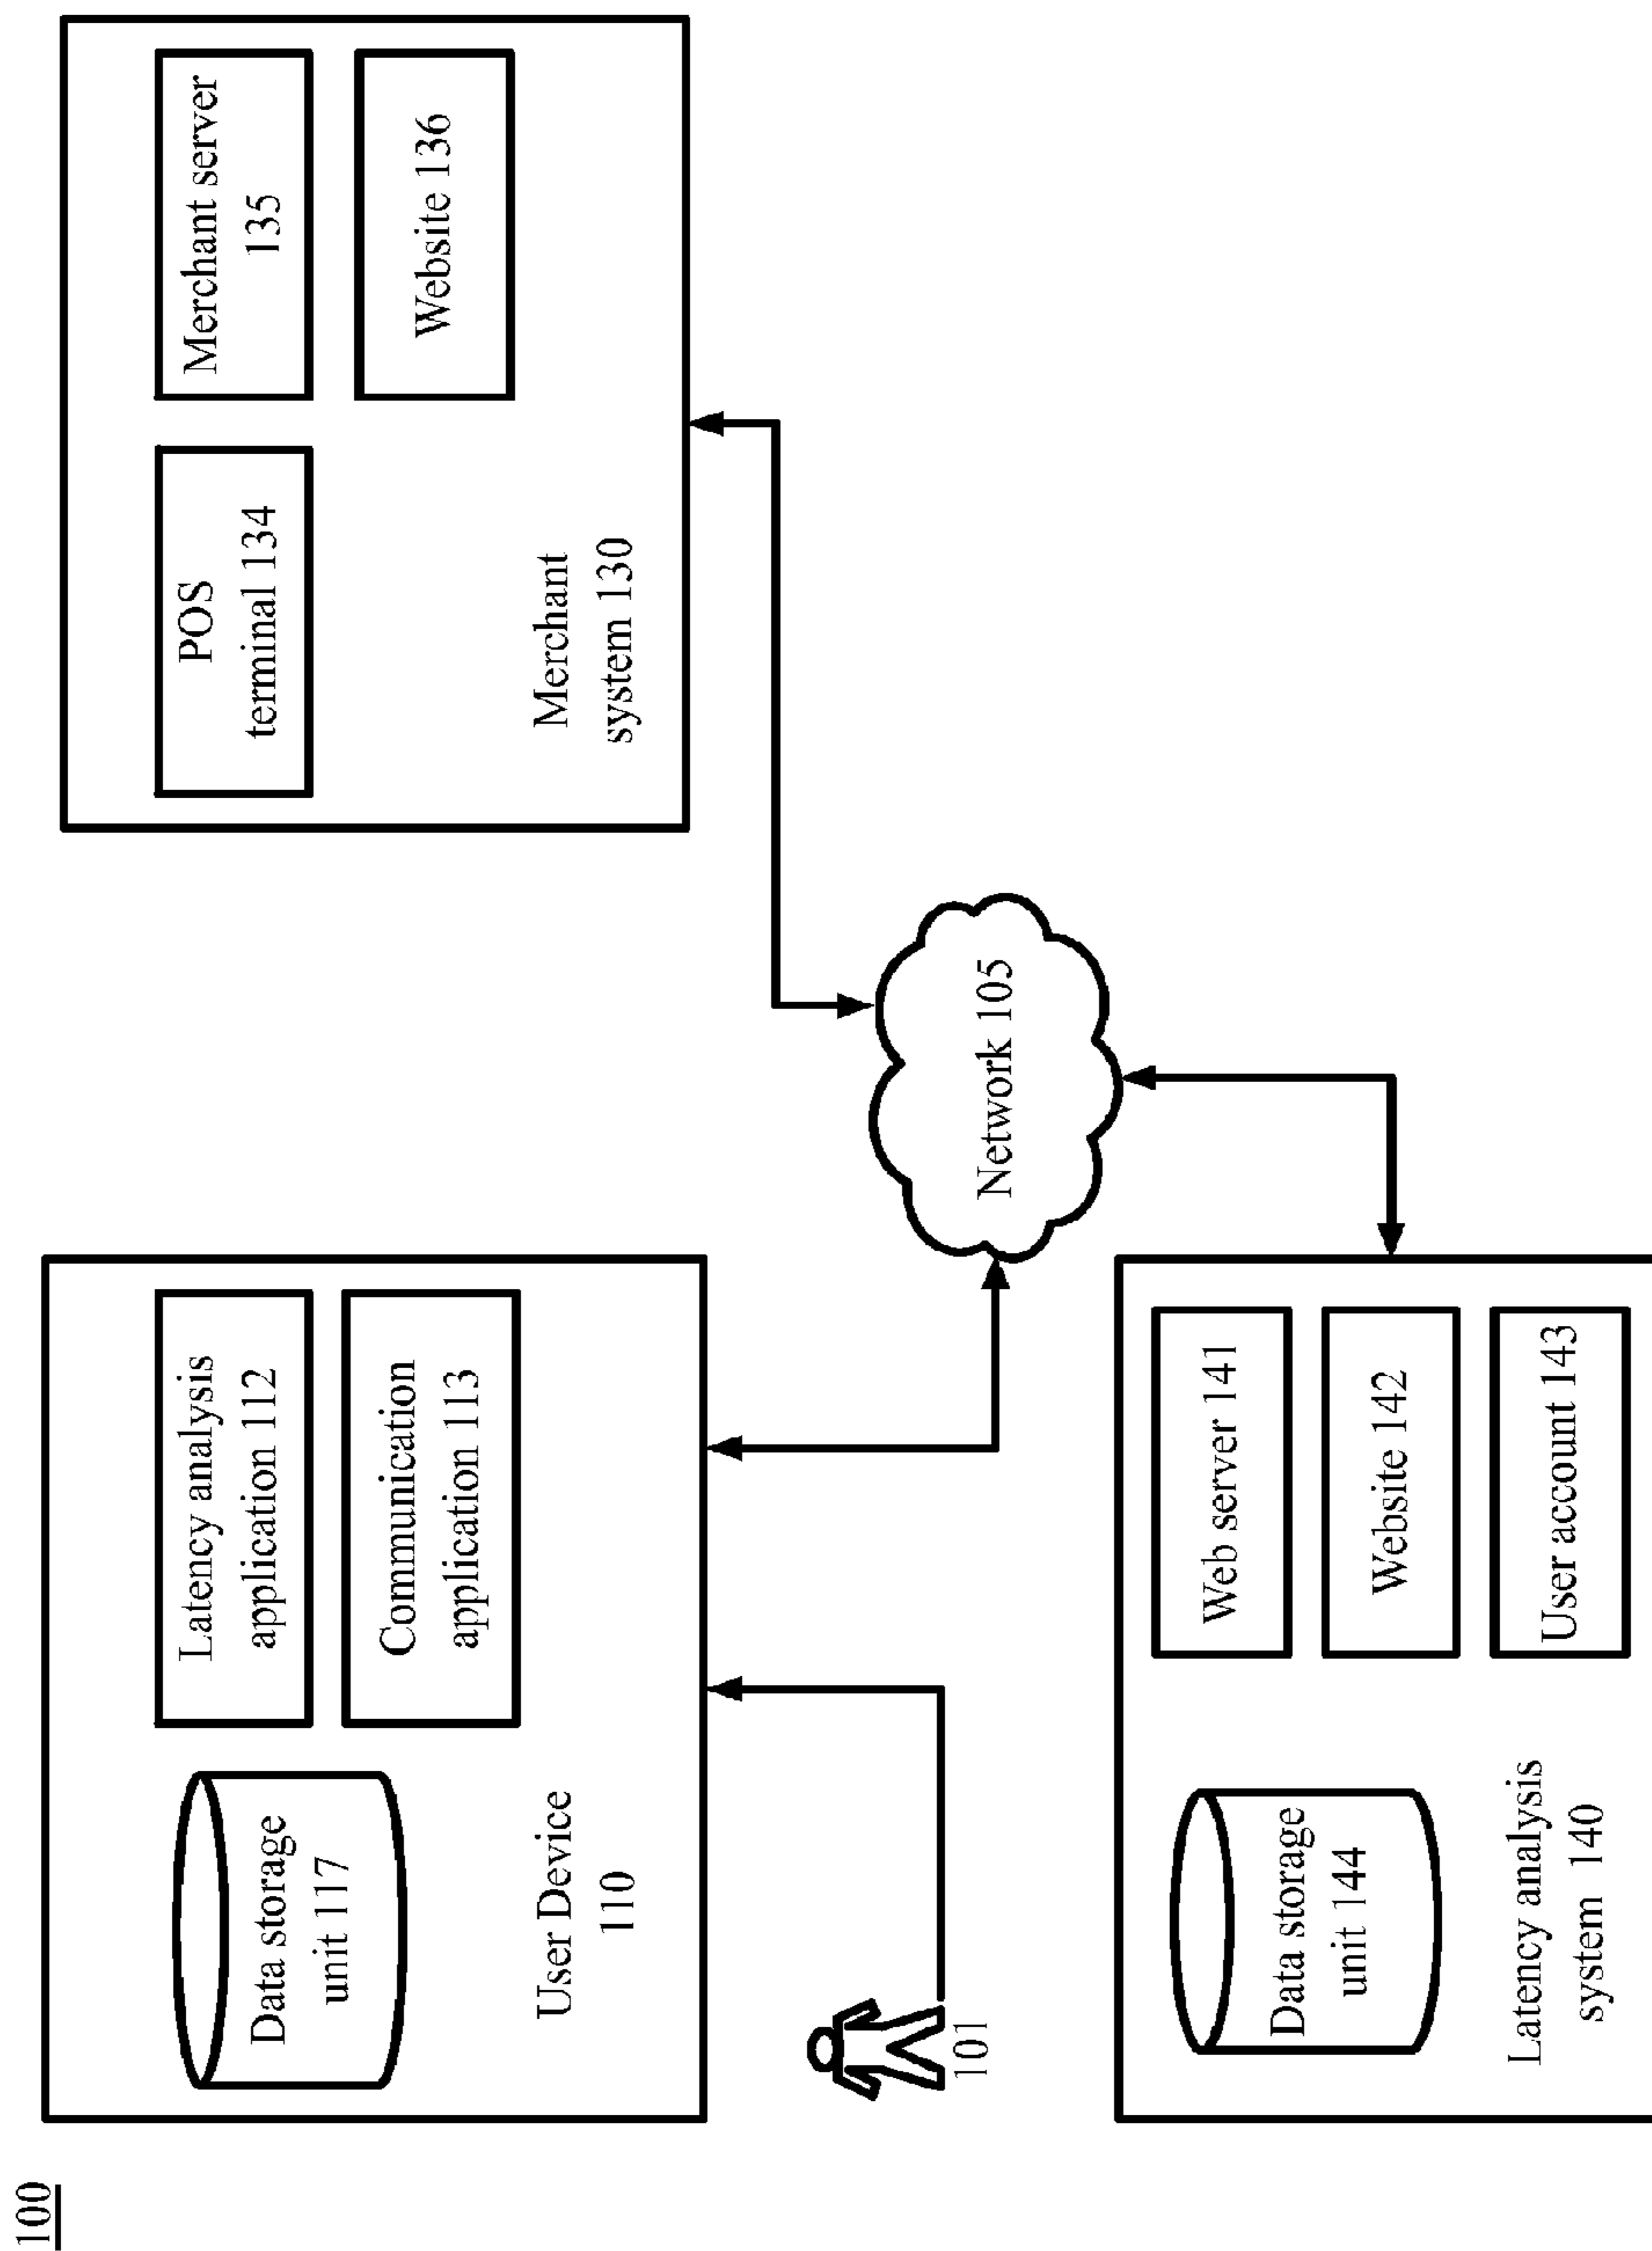 100
Data storage
unit 117
Latency analysis
application 112
Communication
application 113
User Device
110
POS
terminal 134
Merchant server
135
Website 136
Merchant
system 130
101
Network 105
Data storage
unit 144
Web server 141
Website 142
User account 143
Latency analysis
system 140